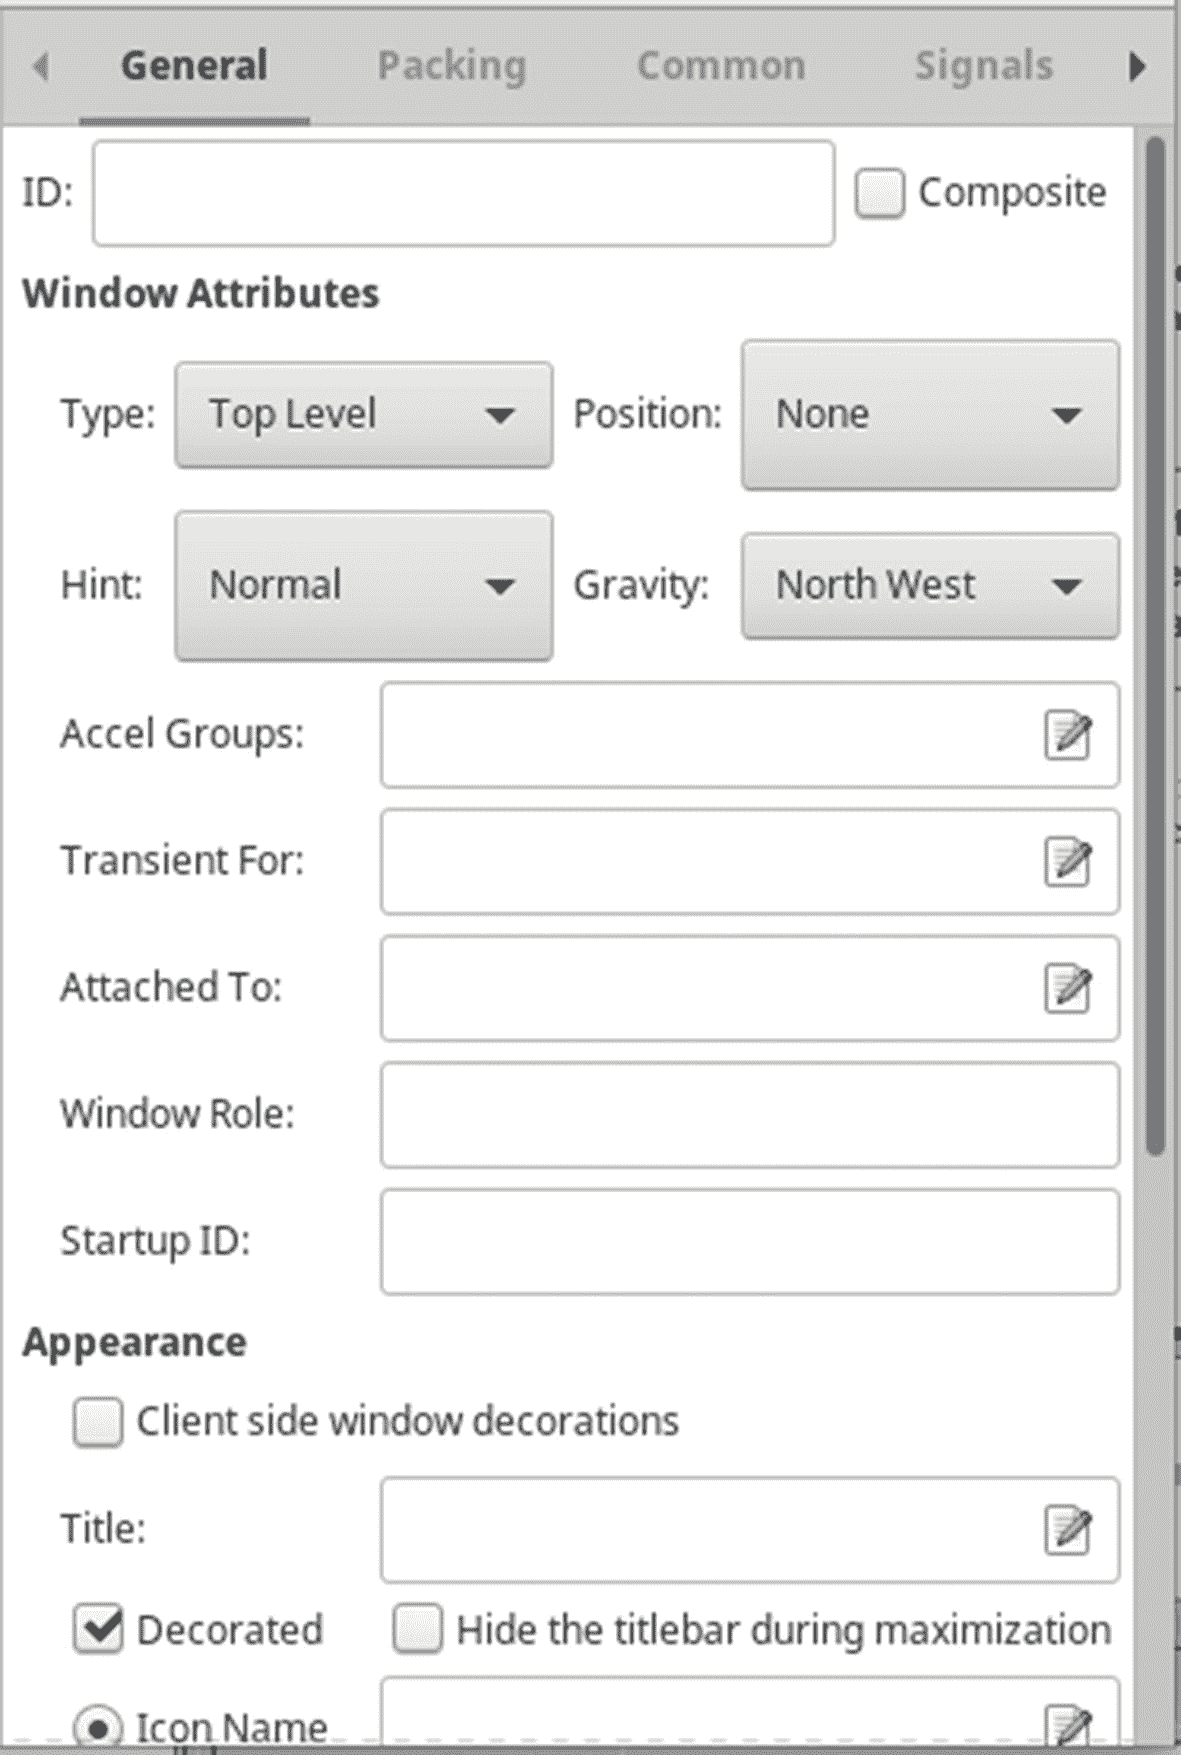 General Packing Common Signals
ID: Composite
Window Attributes
Type: Top Level Position: None
Hint: Normal Gravity: North West
Accel Groups:
Transient For:
Attached To:
Window Role:
Startup ID:
Appearance
Client side window decorations
Title:
Decorated Hide the titlebar during maximization
Icon Name